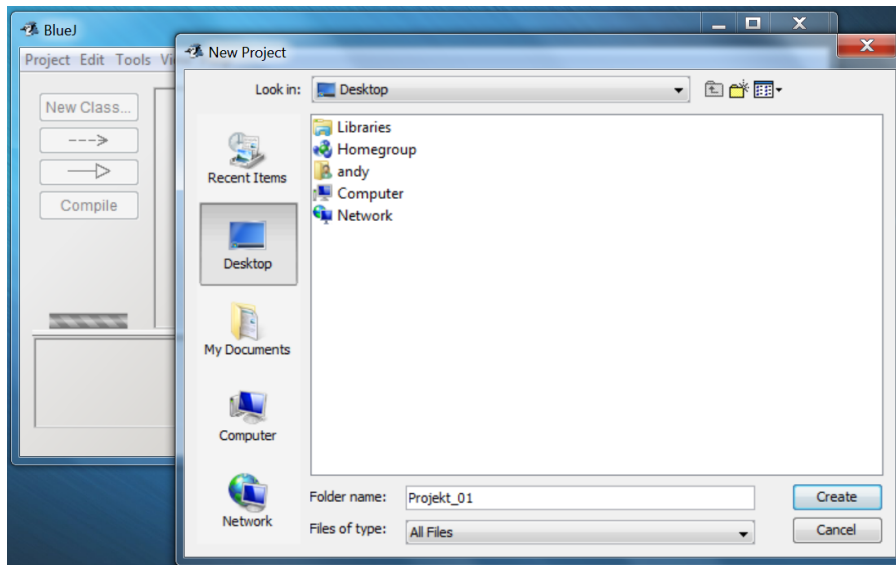 BlueJ
Project Edit Tools
New Class...
Compile
New Project
Look in: Desktop
Recent Items
Desktop
My Documents
Computer
Network
Libraries
Homegroup
andy
Computer
Network
Folder name: Projekt_01
Create
Files of type: All Files
Cancel